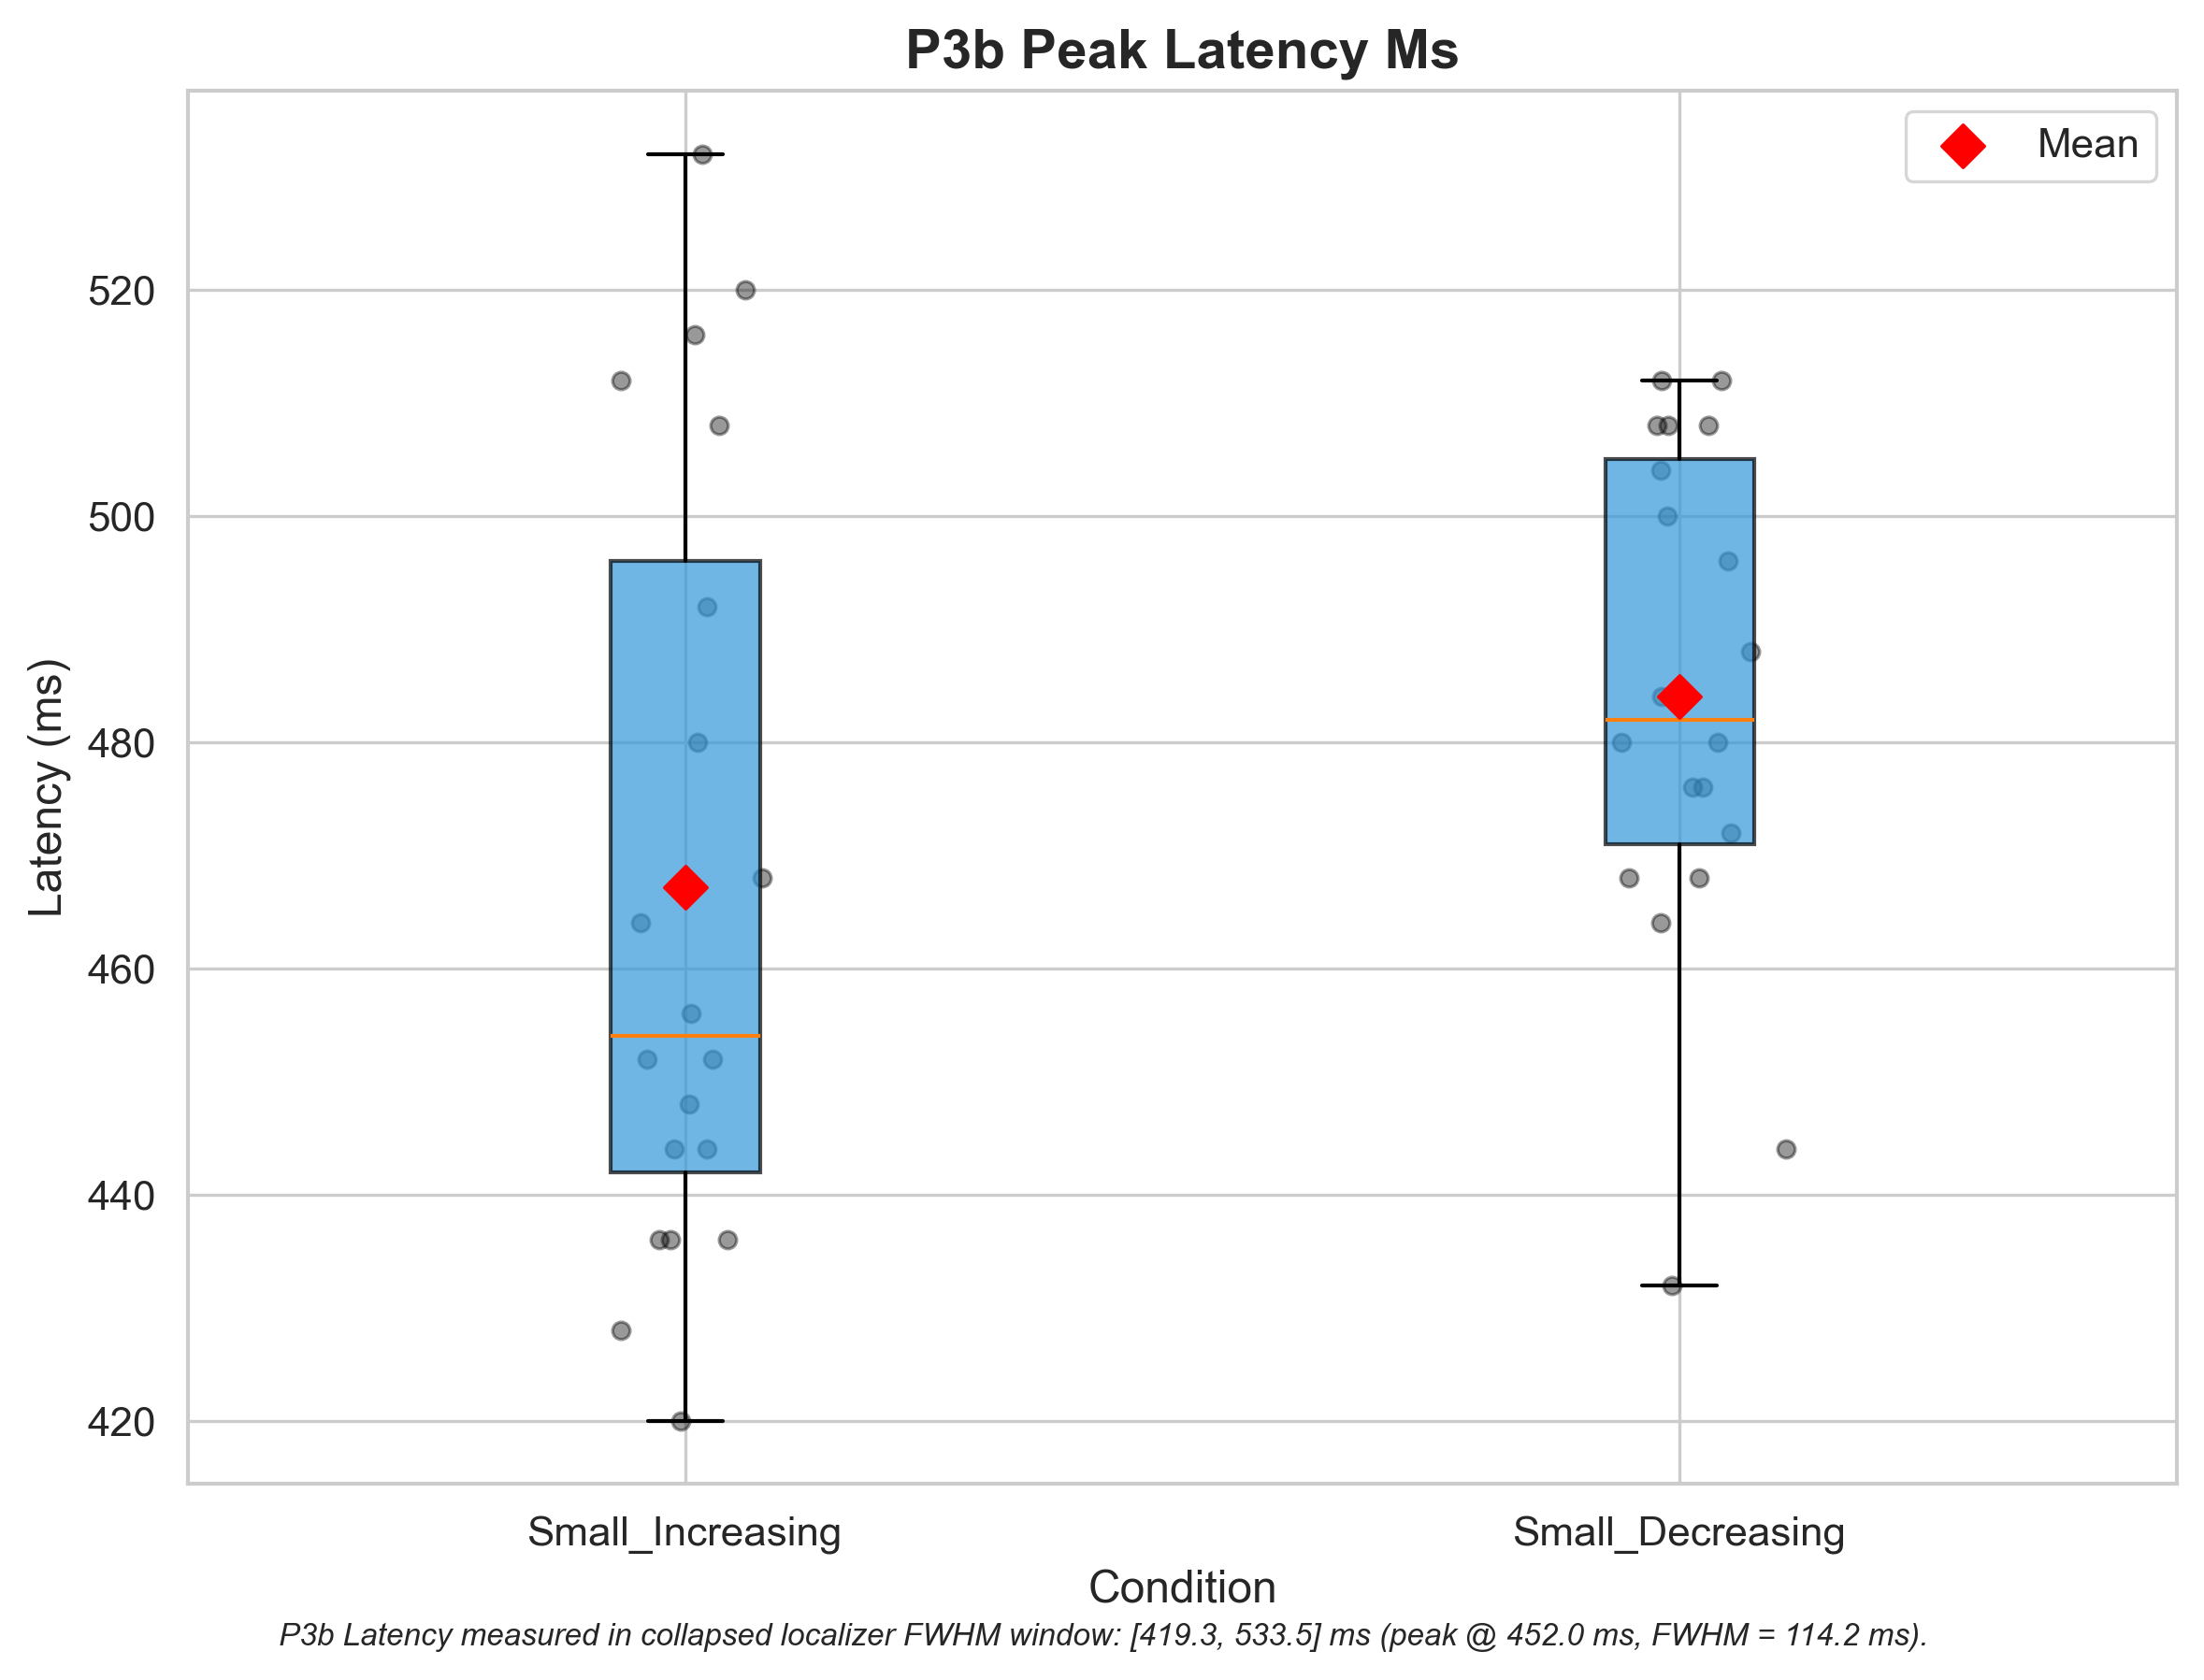 P3b Peak Latency Ms
Mean
520
500
480
460
440
420
Latency (ms)
Small_Increasing
Small_Decreasing
Condition
P3b Latency measured in collapsed localizer FWHM window: [419.3, 533.5] ms (peak @ 452.0 ms, FWHM = 114.2 ms).